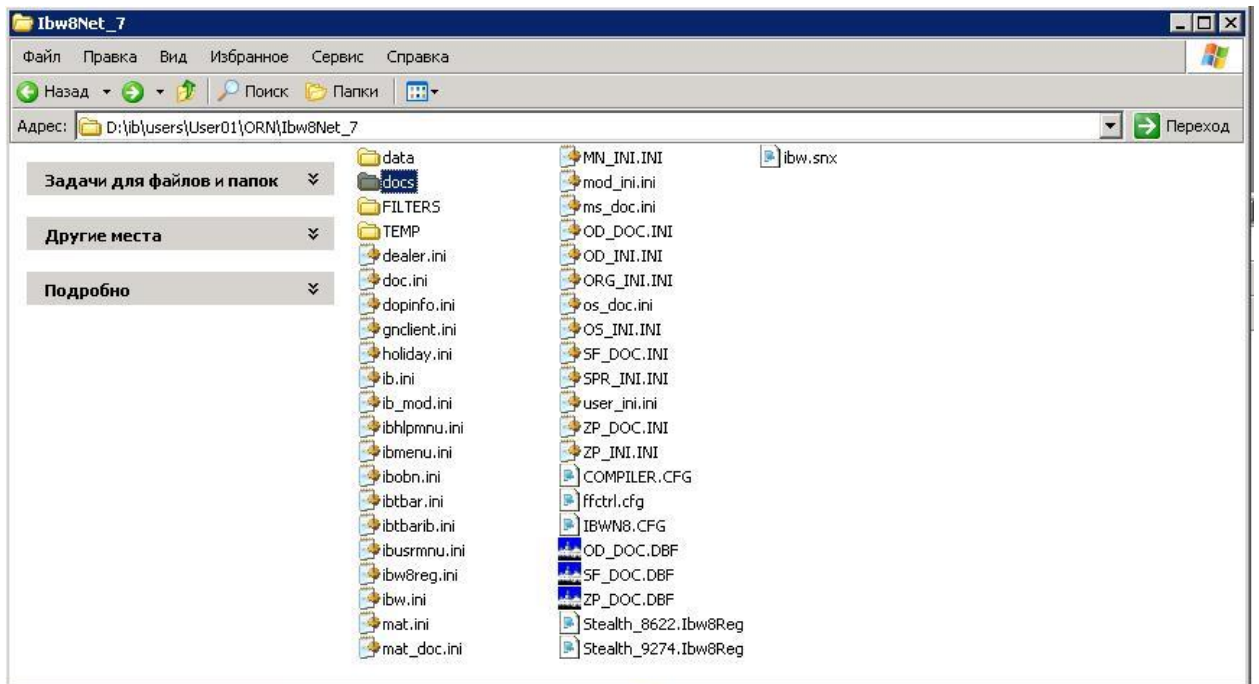 Ibw8Net_7
Файл Правка Вид Избранное Сервис Справка
Назад Поиск Папки
Адрес: D:\ib\users\User01\ORN\Ibw8Net_7 Переход
Задачи для файлов и папок
Другие места
Подробно
data
docs
FILTERS
TEMP
dealer.ini
doc.ini
dopinfo.ini
gnclient.ini
holiday.ini
ib.ini
ib_mod.ini
ibhlpmnu.ini
ibmenu.ini
ibobn.ini
ibtbar.ini
ibtbarib.ini
ibusrmnu.ini
ibw8reg.ini
ibw.ini
mat.ini
mat_doc.ini
MN_INI.INI
mod_ini.ini
ms_doc.ini
OD_DOC.INI
OD_INI.INI
ORG_INI.INI
os_doc.ini
OS_INI.INI
SF_DOC.INI
SPR_INI.INI
user_ini.ini
ZP_DOC.INI
ZP_INI.INI
COMPILER.CFG
ffctrl.cfg
IBWN8.CFG
OD_DOC.DBF
SF_DOC.DBF
ZP_DOC.DBF
Stealth_8622.Ibw8Reg
Stealth_9274.Ibw8Reg
ibw.snx